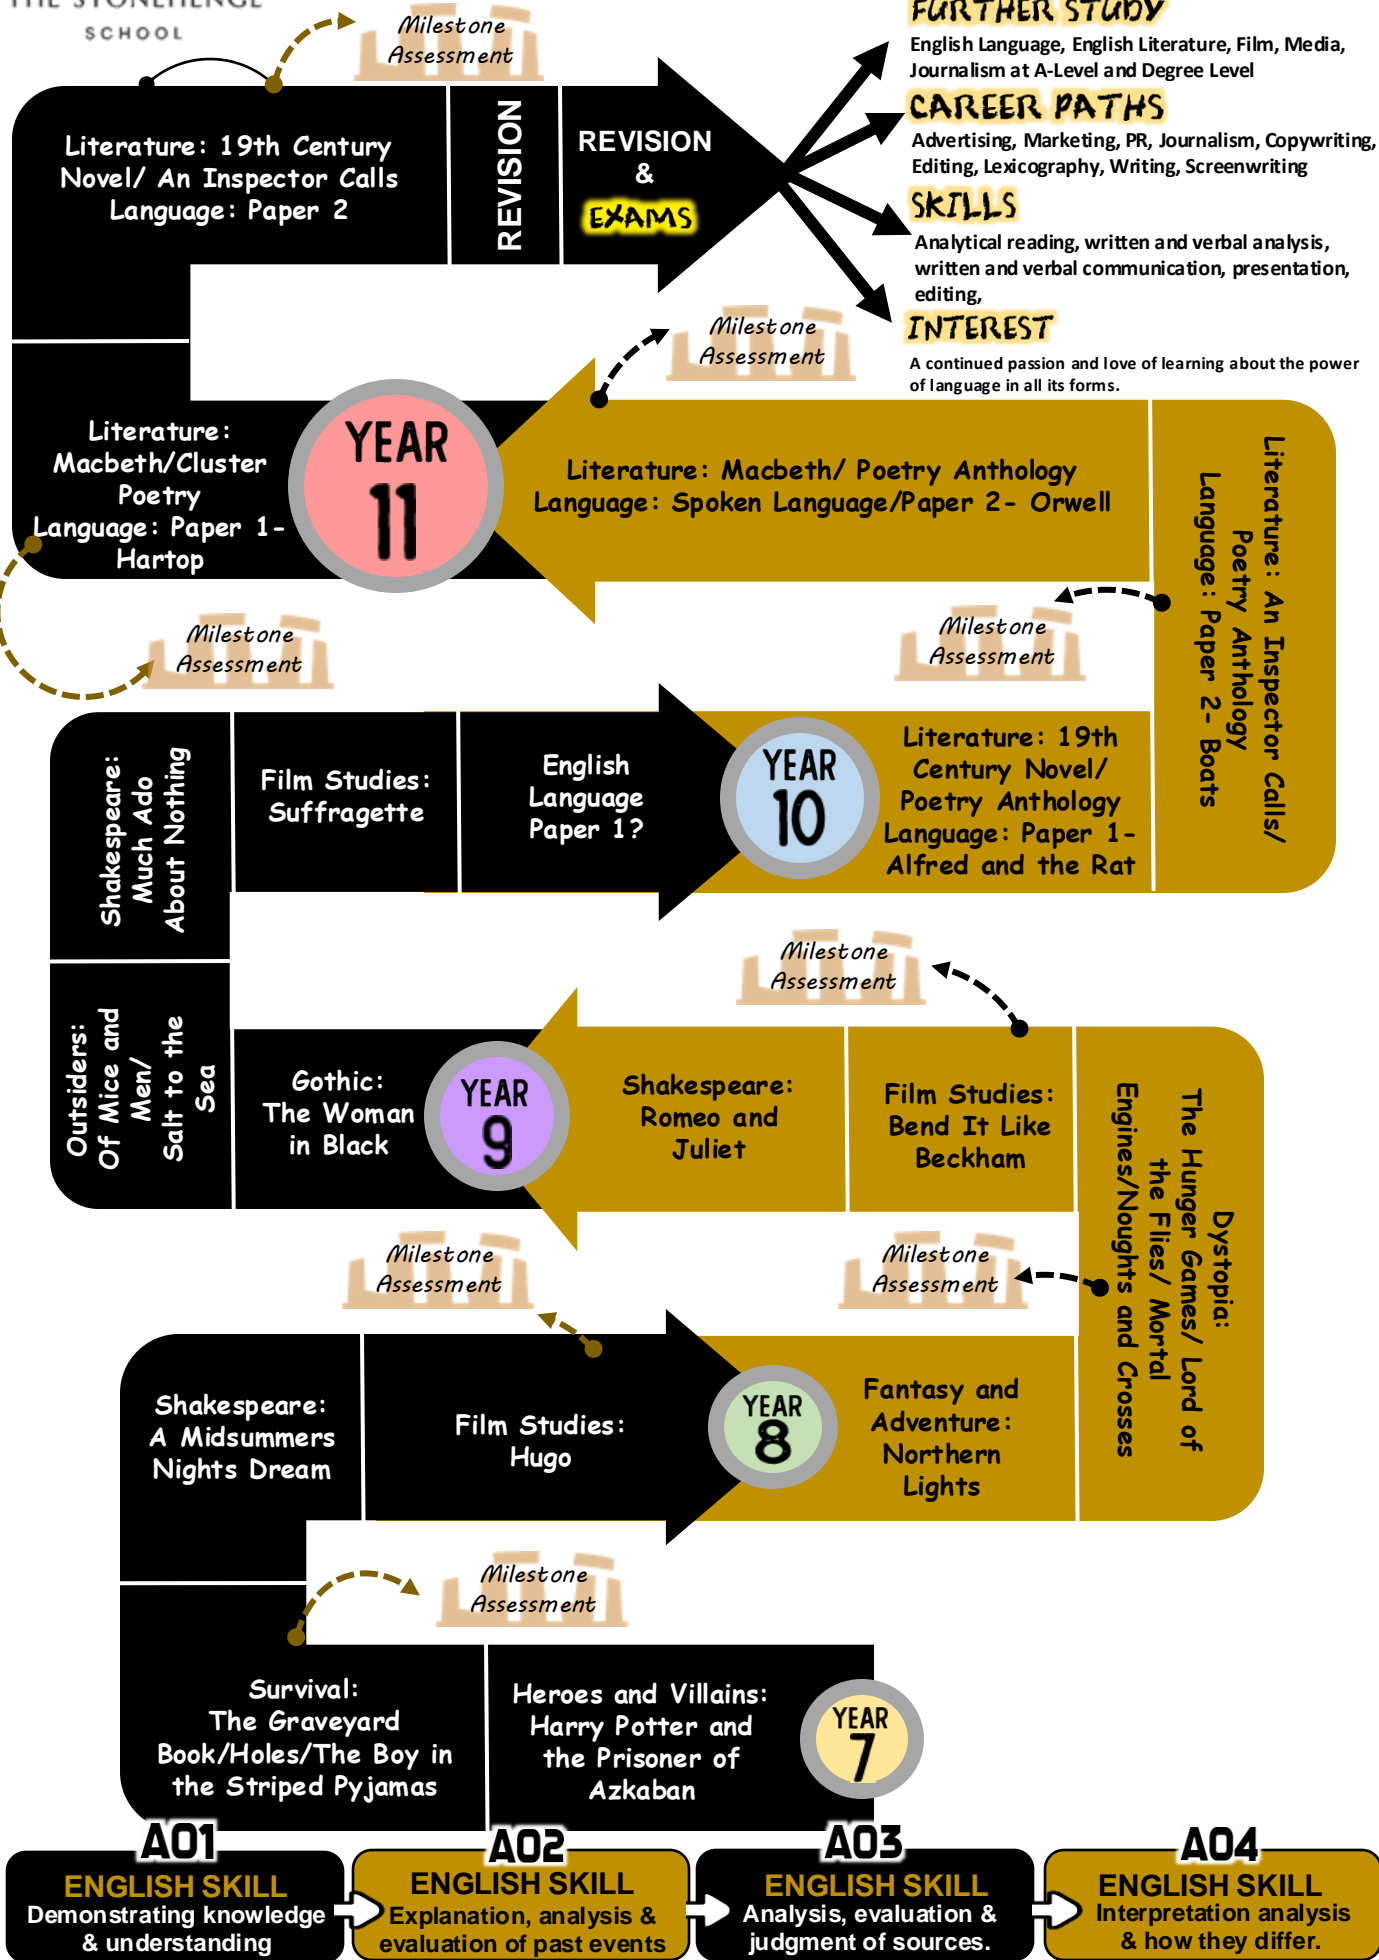 THE STONEHENGE
SCHOOL
Milestone
Assessment
Literature: 19th Century
Novel/ An Inspector Calls
Language: Paper 2
REVISION
REVISION
&
EXAMS
FURTHER STUDY
English Language, English Literature, Film, Media,
Journalism at A-Level and Degree Level
CAREER PATHS
Advertising, Marketing, PR, Journalism, Copywriting,
Editing, Lexicography, Writing, Screenwriting
SKILLS
Analytical reading, written and verbal analysis,
written and verbal communication, presentation,
editing,
INTEREST
A continued passion and love of learning about the power
of language in all its forms.
Milestone
Assessment
Literature:
Macbeth/Cluster
Poetry
Language: Paper 1-
Hartop
YEAR
11
Literature: Macbeth/ Poetry Anthology
Language: Spoken Language/Paper 2- Orwell
Literature: An Inspector Calls/
Poetry Anthology
Language: Paper 2- Boats
Milestone
Assessment
Milestone
Assessment
Shakespeare:
Much Ado
About Nothing
Film Studies:
Suffragette
English
Language
Paper 1?
YEAR
10
Literature: 19th
Century Novel/
Poetry Anthology
Language: Paper 1-
Alfred and the Rat
Milestone
Assessment
Outsiders:
Of Mice and
Men/
Salt to the
Sea
Gothic:
The Woman
in Black
YEAR
9
Shakespeare:
Romeo and
Juliet
Film Studies:
Bend It Like
Beckham
Dystopia:
The Hunger Games/ Lord of
the Flies/ Mortal
Engines/Noughts and Crosses
Milestone
Assessment
Milestone
Assessment
Shakespeare:
A Midsummers
Nights Dream
Film Studies:
Hugo
YEAR
8
Fantasy and
Adventure:
Northern
Lights
Milestone
Assessment
Survival:
The Graveyard
Book/Holes/The Boy in
the Striped Pyjamas
Heroes and Villains:
Harry Potter and
the Prisoner of
Azkaban
YEAR
7
AO1
ENGLISH SKILL
Demonstrating knowledge
& understanding
AO2
ENGLISH SKILL
Explanation, analysis &
evaluation of past events
AO3
ENGLISH SKILL
Analysis, evaluation &
judgment of sources.
AO4
ENGLISH SKILL
Interpretation analysis
& how they differ.